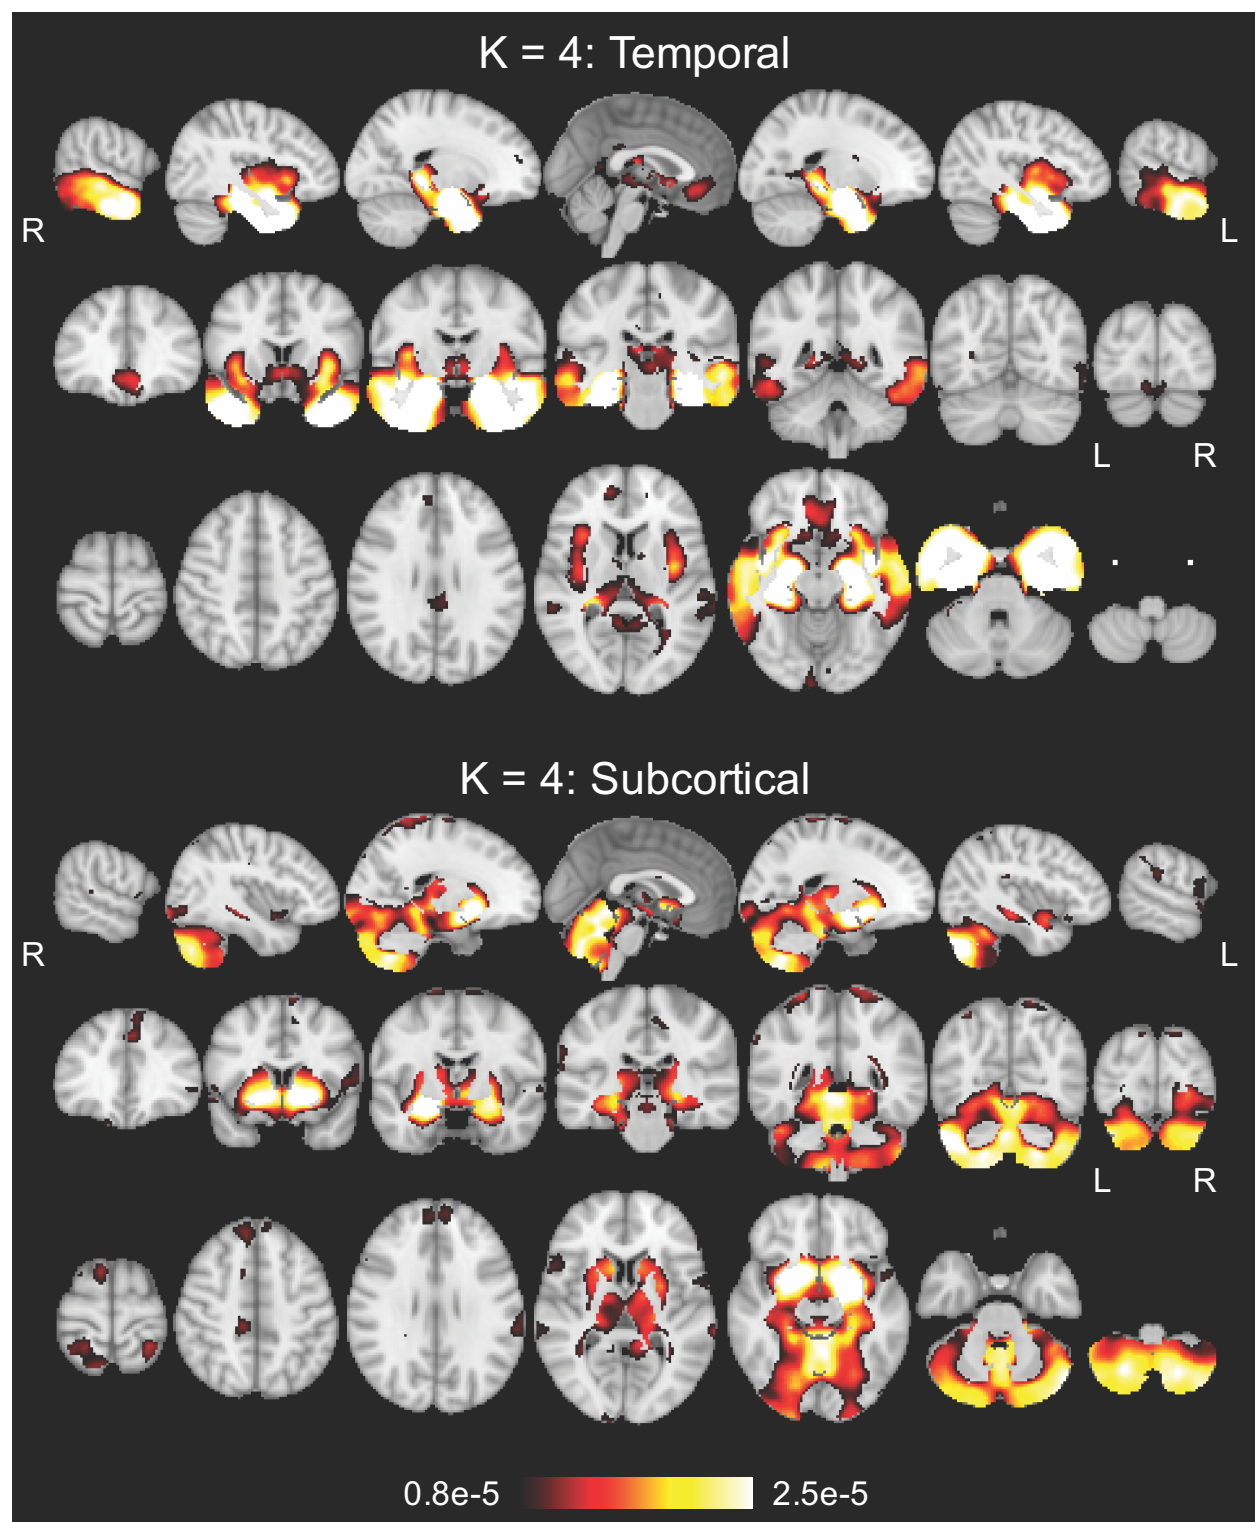 K = 4: Temporal
R
L
L
R
K = 4: Subcortical
R
L
L
R
0.8e-5
2.5e-5